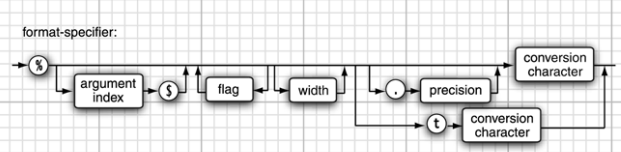 format-specifier:
%
argument
index
$
flag
width
.
precision
conversion
character
t
conversion
character